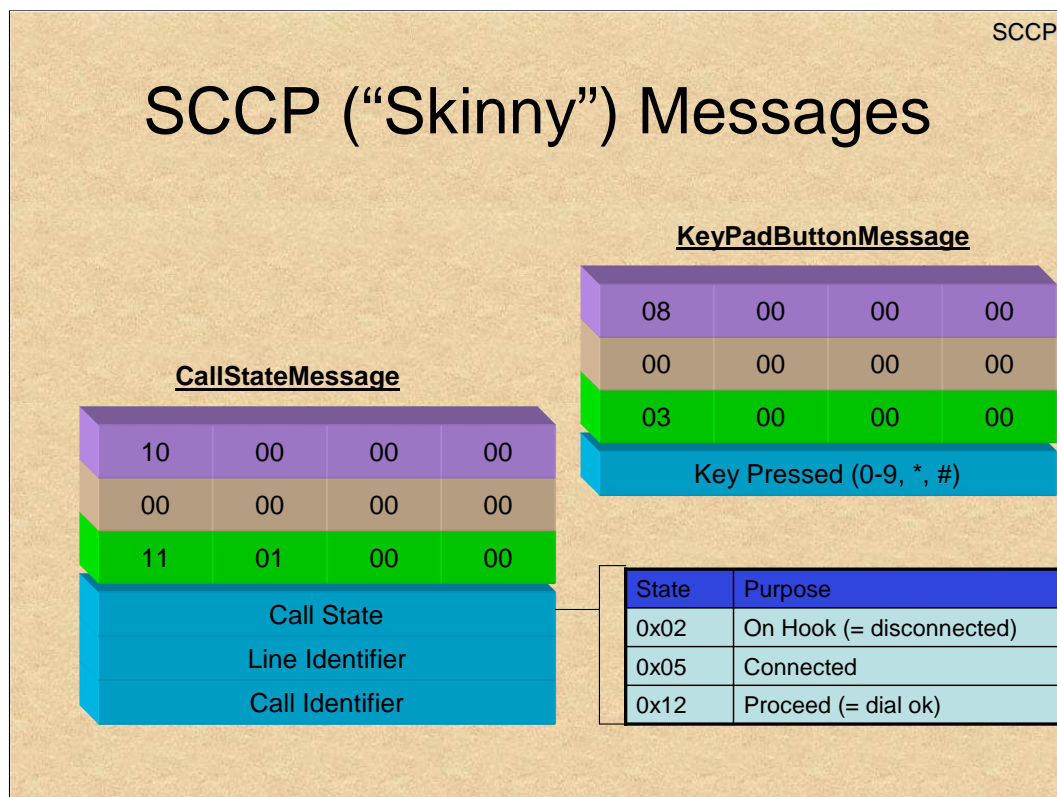 SCCP
SCCP (“Skinny”) Messages
KeyPadButtonMessage
08 00 00 00
00 00 00 00
03 00 00 00
Key Pressed (0-9, *, #)
CallStateMessage
10 00 00 00
00 00 00 00
11 01 00 00
Call State
Line Identifier
Call Identifier
State Purpose
0x02 On Hook (= disconnected)
0x05 Connected
0x12 Proceed (= dial ok)